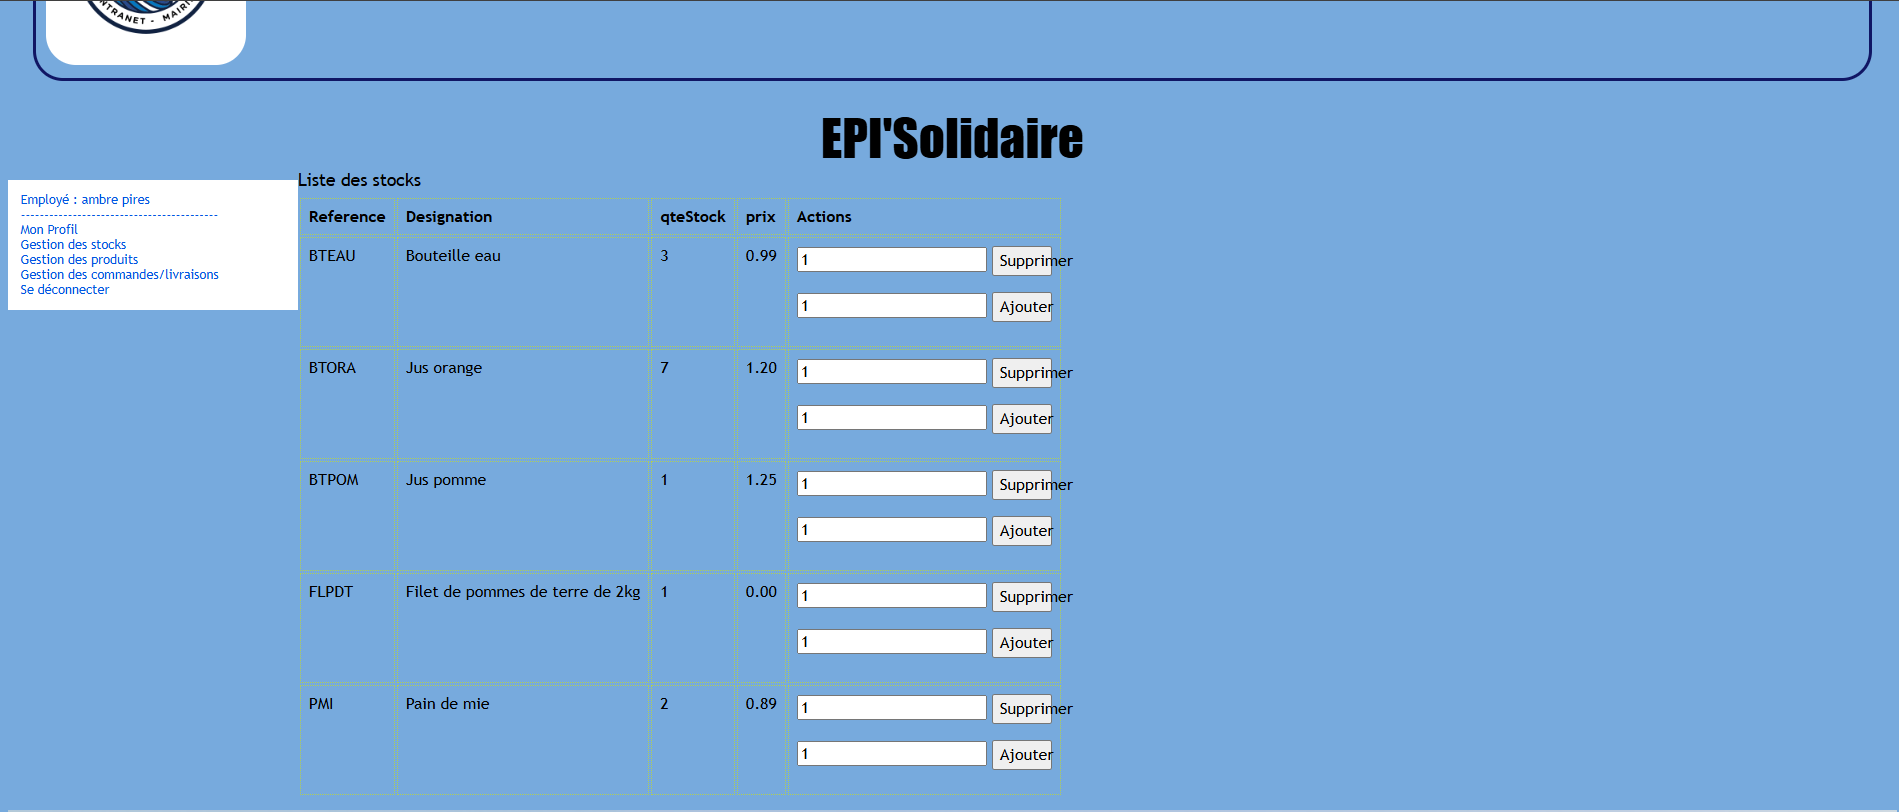 INTRANET - MAIRI
EPI'Solidaire
Employé : ambre pires
-----------------------------------------
Mon Profil
Gestion des stocks
Gestion des produits
Gestion des commandes/livraisons
Se déconnecter
Liste des stocks
Reference Designation qteStock prix Actions
BTEAU Bouteille eau 3 0.99 1 Supprimer
1 Ajouter
BTORA Jus orange 7 1.20 1 Supprimer
1 Ajouter
BTPOM Jus pomme 1 1.25 1 Supprimer
1 Ajouter
FLPDT Filet de pommes de terre de 2kg 1 0.00 1 Supprimer
1 Ajouter
PMI Pain de mie 2 0.89 1 Supprimer
1 Ajouter